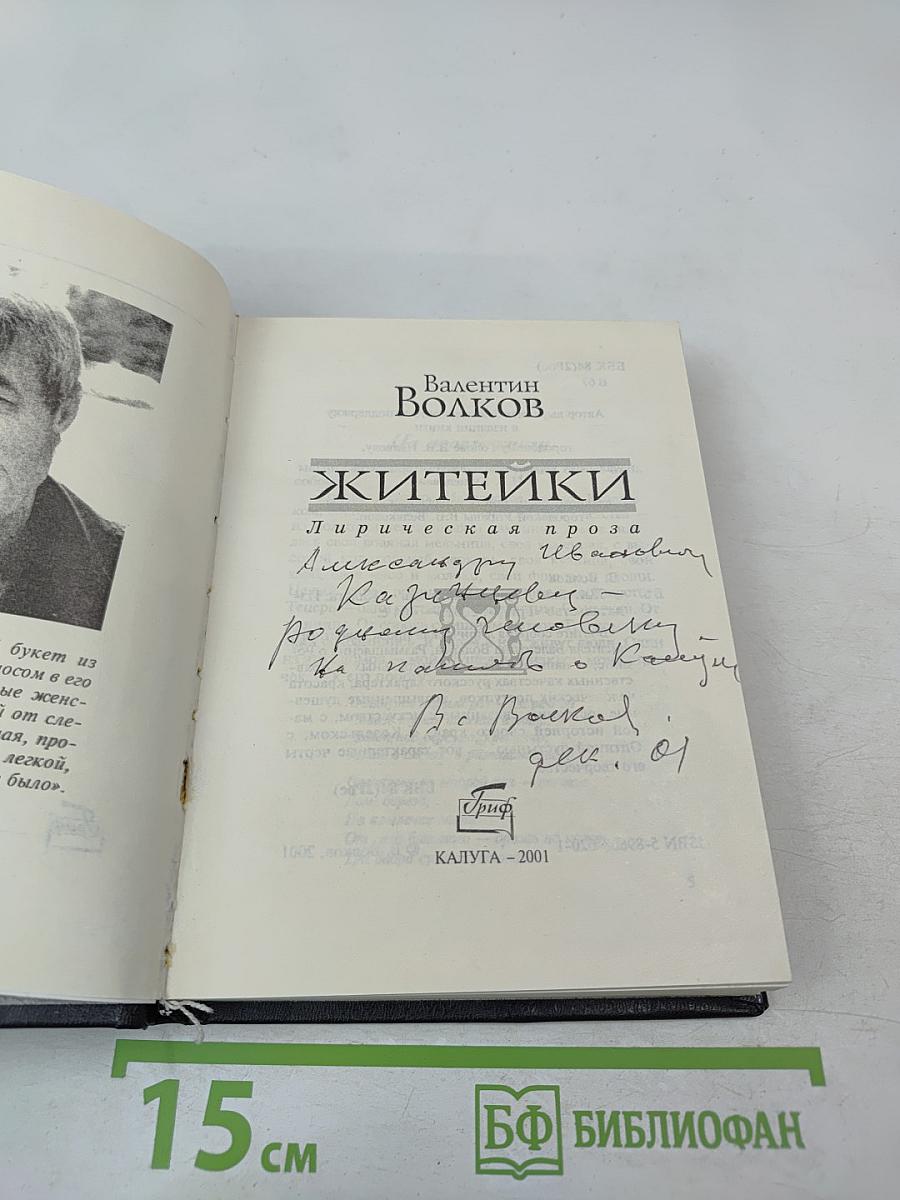 букет из
носом в его
ые женс-
й от сле-
ая, про-
легкой,
было».
Валентин
Волков
ЖИТЕЙКИ
Лирическая проза
Александру Ивановичу
Казинцеву –
родному человеку
на память о Калуге
В. Волков.
дек. 01
Гриф
КАЛУГА – 2001
15 см
БФ БИБЛИОФАН